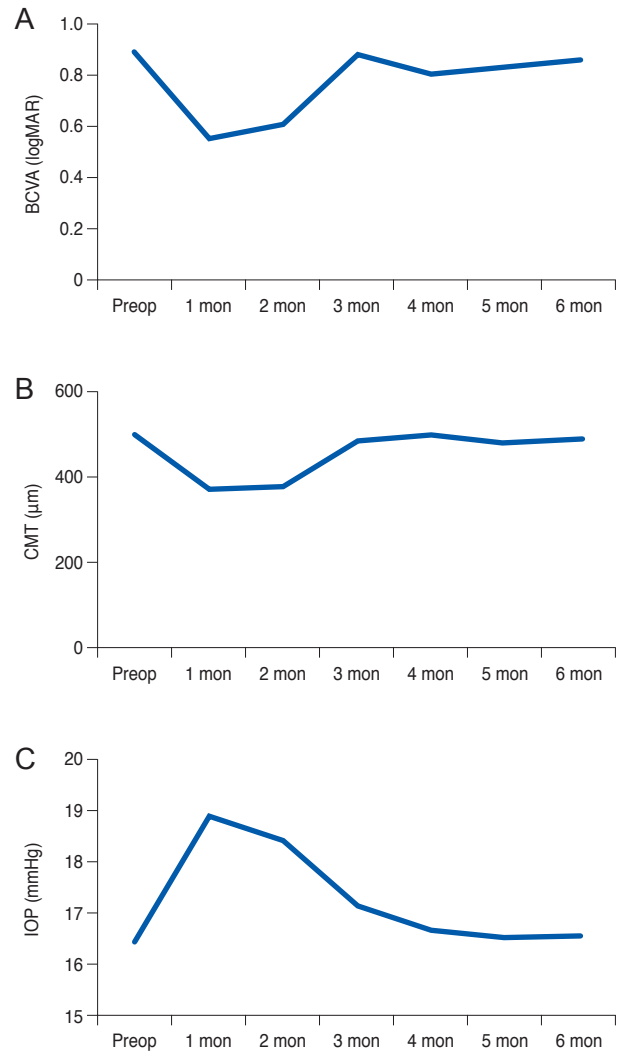 A
BCVA (logMAR)
1.0
0.8
0.6
0.4
0.2
0
Preop 1 mon 2 mon 3 mon 4 mon 5 mon 6 mon
B
CMT (μm)
600
400
200
0
Preop 1 mon 2 mon 3 mon 4 mon 5 mon 6 mon
C
IOP (mmHg)
20
19
18
17
16
15
Preop 1 mon 2 mon 3 mon 4 mon 5 mon 6 mon